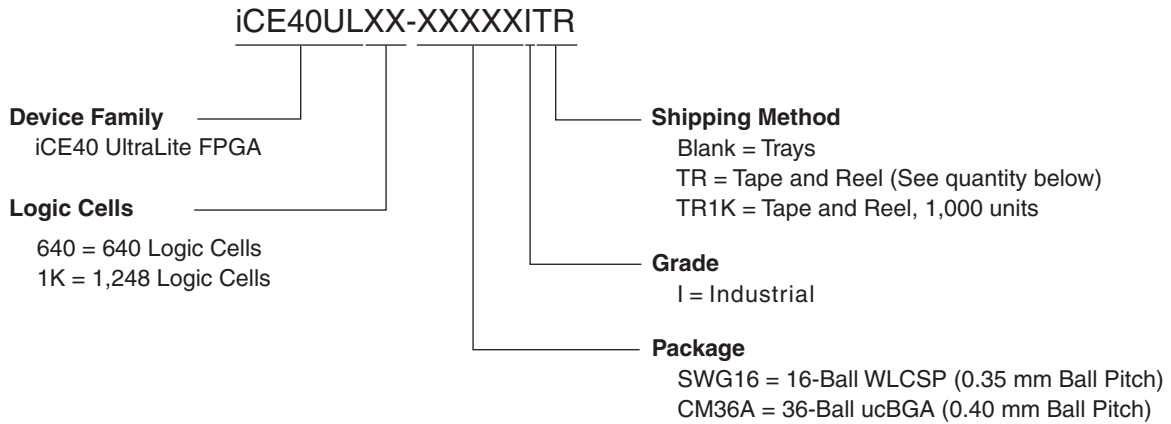 iCE40ULXX-XXXXXITR
Device Family
iCE40 UltraLite FPGA
Logic Cells
640 = 640 Logic Cells
1K = 1,248 Logic Cells
Shipping Method
Blank = Trays
TR = Tape and Reel (See quantity below)
TR1K = Tape and Reel, 1,000 units
Grade
I = Industrial
Package
SWG16 = 16-Ball WLCSP (0.35 mm Ball Pitch)
CM36A = 36-Ball ucBGA (0.40 mm Ball Pitch)